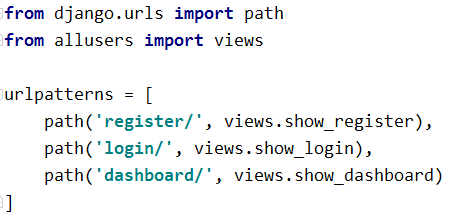 from django.urls import path
from allusers import views
urlpatterns = [
path('register/', views.show_register),
path('login/', views.show_login),
path('dashboard/', views.show_dashboard)
]